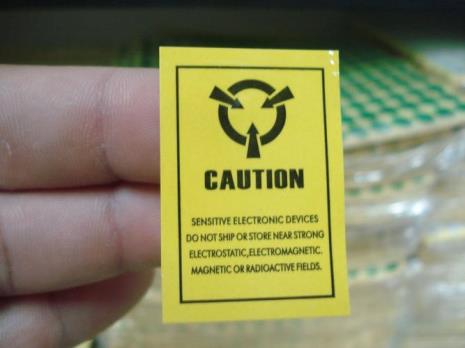 CAUTION
SENSITIVE ELECTRONIC DEVICES
DO NOT SHIP OR STORE NEAR STRONG
ELECTROSTATIC,ELECTROMAGNETIC.
MAGNETIC OR RADIOACTIVE FIELDS.